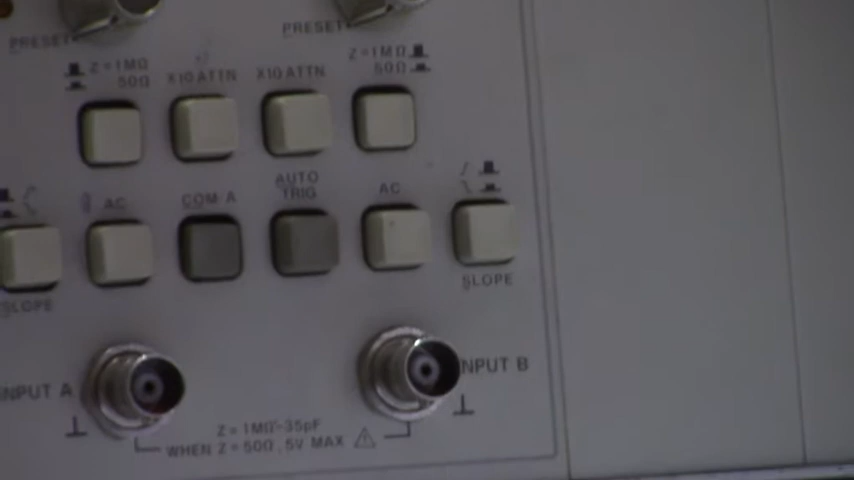 PRESET
PRESET
Z=1MΩ
50Ω
X10 ATTN
X10 ATTN
Z=1MΩ
50Ω
AC
COM A
AUTO
TRIG
AC
SLOPE
SLOPE
INPUT A
NPUT B
Z=1MΩ-35pF
WHEN Z=50Ω, 5V MAX